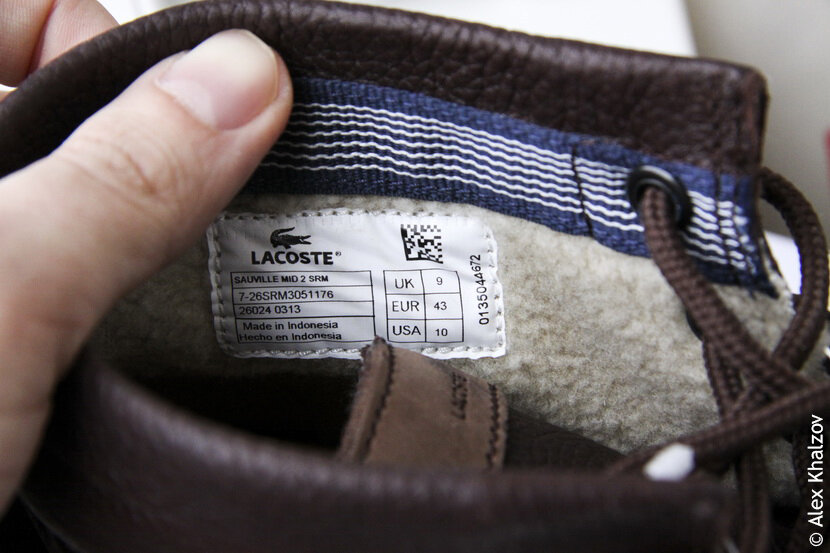 LACOSTE®
SAUVILLE MID 2 SRM
7-26SRM3051176
26024 0313
Made in Indonesia
Hecho en Indonesia
UK 9
EUR 43
USA 10
0135044672
LACOSTE
© Alex Khalzov